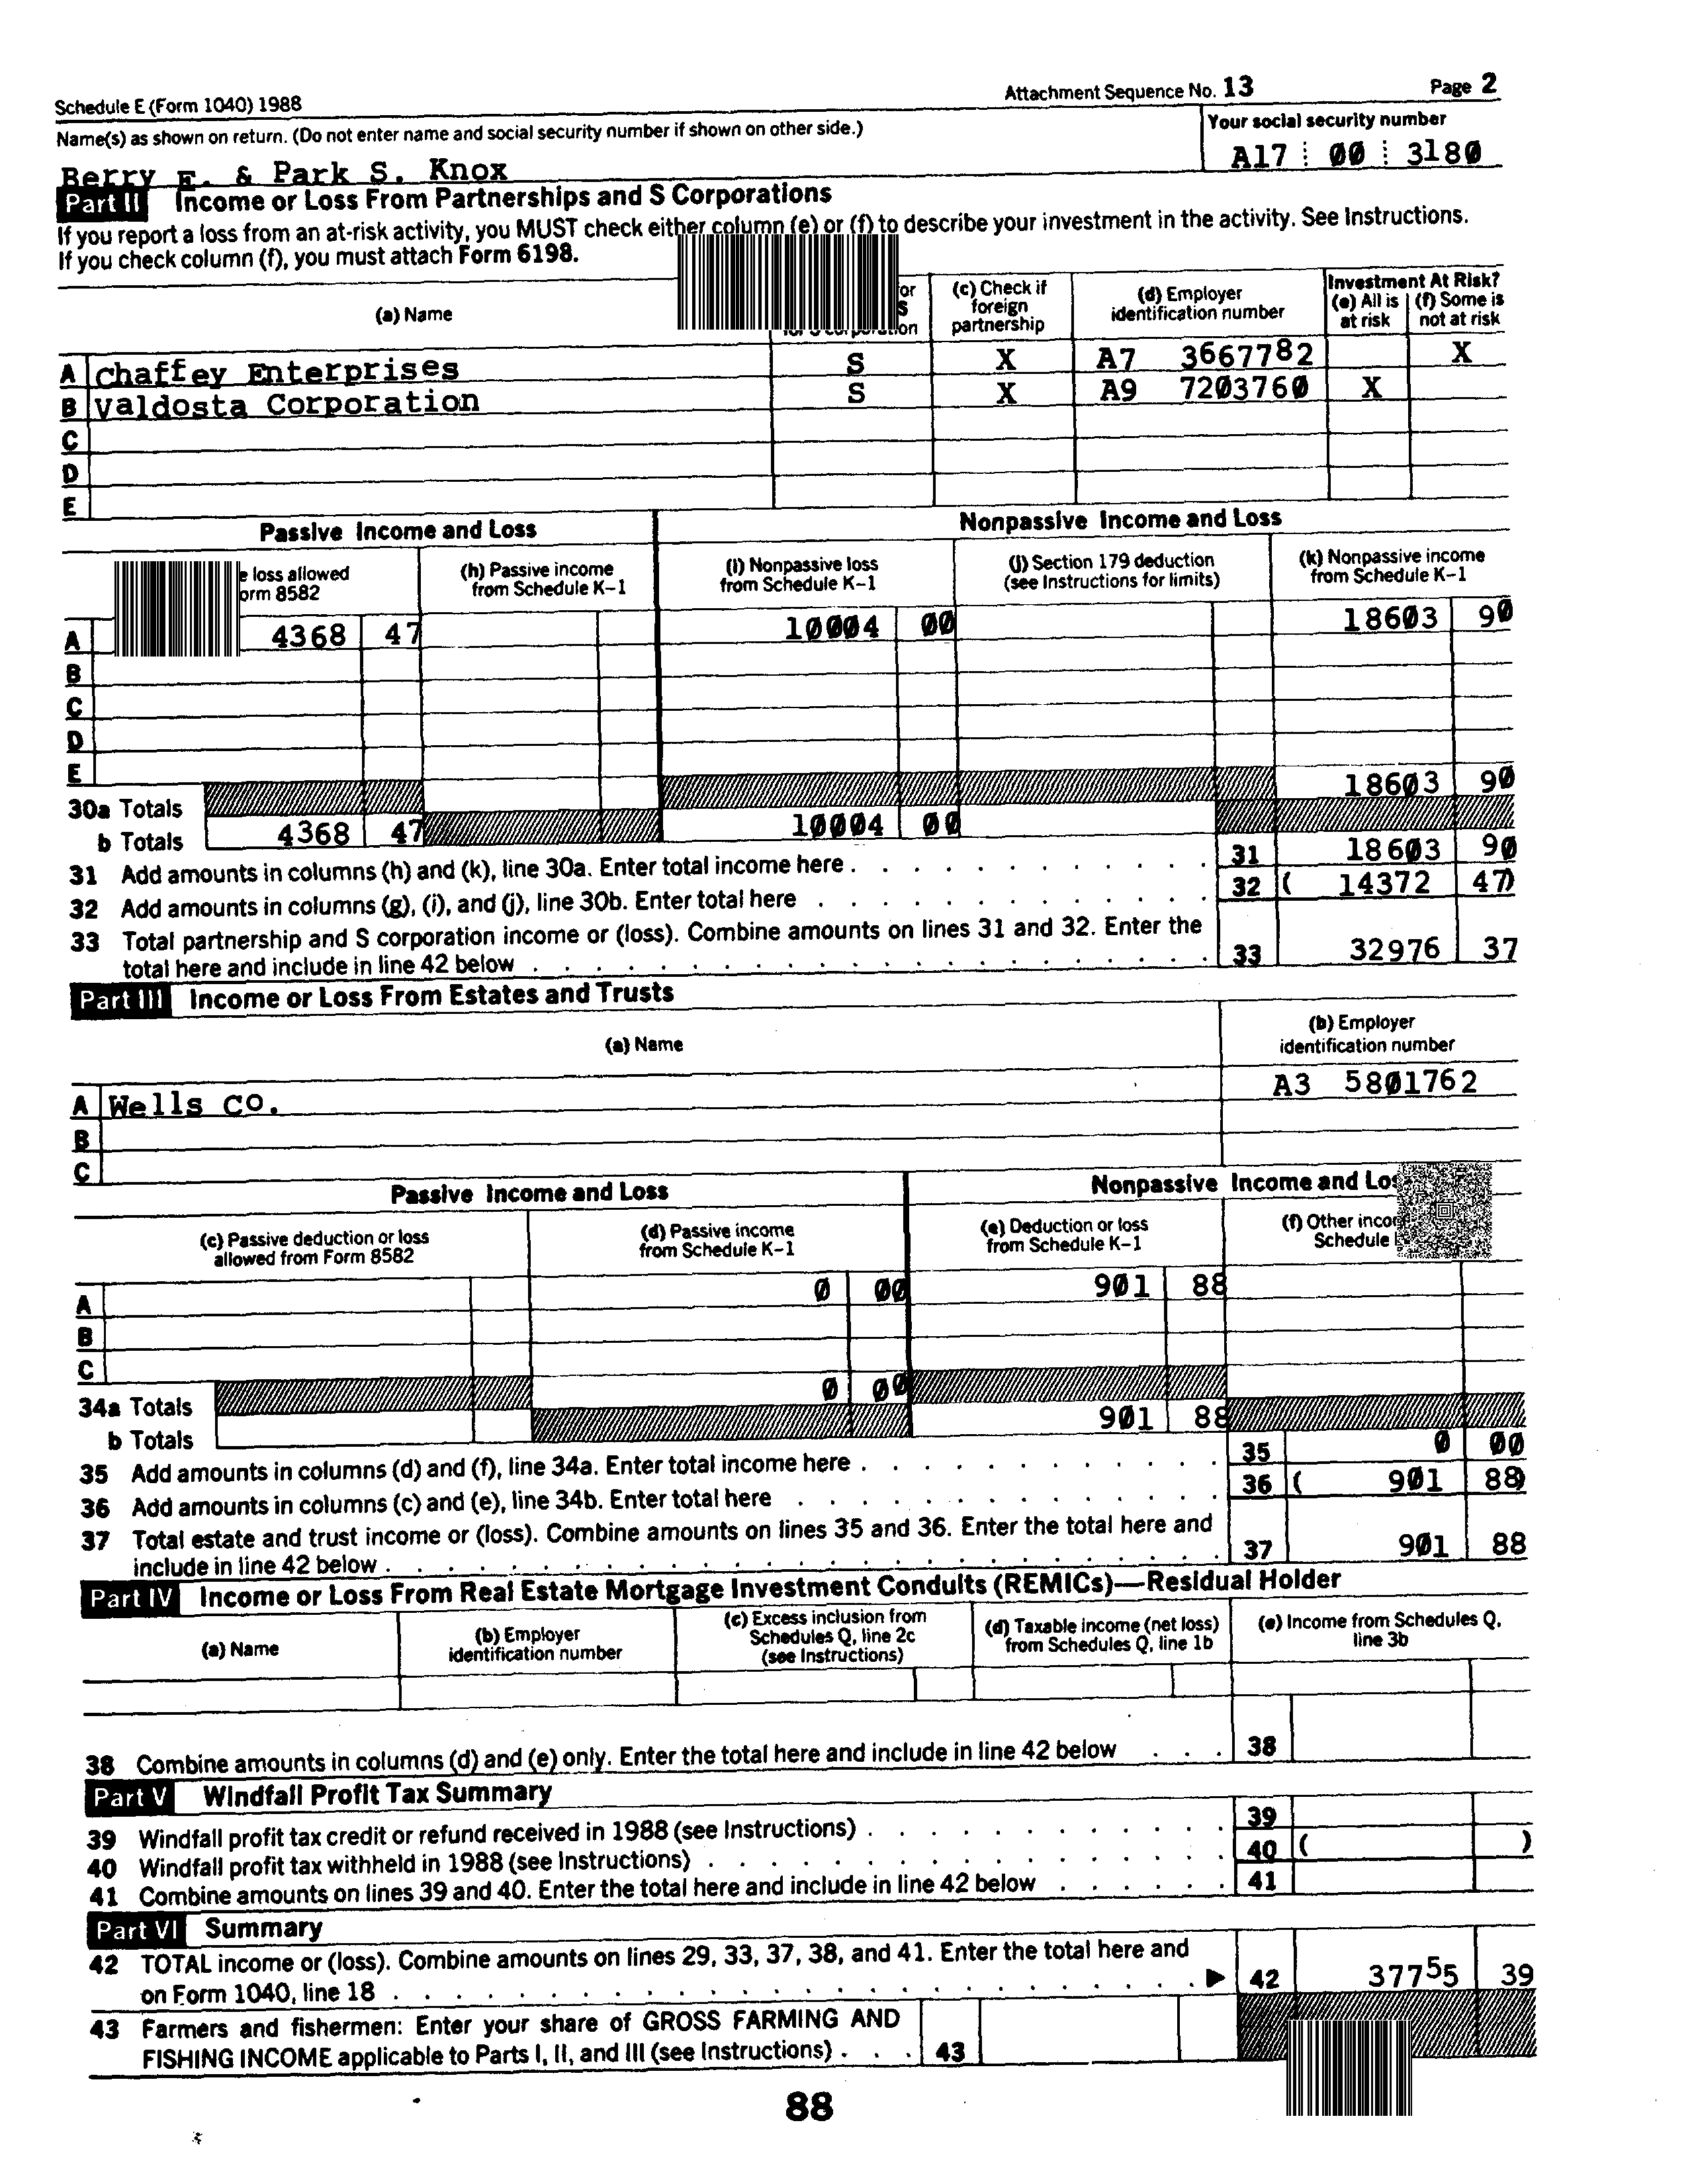 Schedule E (Form 1040) 1988 Attachment Sequence No. 13 Page 2
Name(s) as shown on return. (Do not enter name and social security number if shown on other side.) Your social security number
Berry E. & Park S. Knox A17 00 3180
Part II Income or Loss From Partnerships and S Corporations
If you report a loss from an at-risk activity, you MUST check either column (e) or (f) to describe your investment in the activity. See Instructions.
If you check column (f), you must attach Form 6198.
(a) Name
(c) Check if foreign partnership
(d) Employer identification number
Investment At Risk?
(e) All is at risk
(f) Some is not at risk
A Chaffey Enterprises S X A7 3667782 X
B Valdosta Corporation S X A9 7203760 X
C
D
E
Passive Income and Loss Nonpassive Income and Loss
loss allowed
(h) Passive income from Schedule K-1
(i) Nonpassive loss from Schedule K-1
(j) Section 179 deduction (see Instructions for limits)
(k) Nonpassive income from Schedule K-1
8582
A 4368 47 10004 00 18603 90
B
C
D
E
30a Totals 18603 90
b Totals 4368 47 10004 00
31 Add amounts in columns (h) and (k), line 30a. Enter total income here . 31 18603 90
32 Add amounts in columns (g), (i), and (j), line 30b. Enter total here . 32 ( 14372 47)
33 Total partnership and S corporation income or (loss). Combine amounts on lines 31 and 32. Enter the
total here and include in line 42 below . 33 32976 37
Part III Income or Loss From Estates and Trusts
(a) Name
(b) Employer identification number
A Wells CO. A3 5801762
B
C
Passive Income and Loss Nonpassive Income and
(c) Passive deduction or loss allowed from Form 8582
(d) Passive income from Schedule K-1
(e) Deduction or loss from Schedule K-1
(f) Other
Schedule
A 0 00 901 88
B
C
34a Totals 0 00
b Totals 901 88
35 Add amounts in columns (d) and (f), line 34a. Enter total income here . 35 0 00
36 Add amounts in columns (c) and (e), line 34b. Enter total here . 36 ( 901 88)
37 Total estate and trust income or (loss). Combine amounts on lines 35 and 36. Enter the total here and
include in line 42 below . 37 901 88
Part IV Income or Loss From Real Estate Mortgage Investment Conduits (REMICs)—Residual Holder
(a) Name
(b) Employer identification number
(c) Excess inclusion from Schedules Q, line 2c (see Instructions)
(d) Taxable income (net loss) from Schedules Q, line 1b
(e) Income from Schedules Q, line 3b
38 Combine amounts in columns (d) and (e) only. Enter the total here and include in line 42 below . . . 38
Part V Windfall Profit Tax Summary
39 Windfall profit tax credit or refund received in 1988 (see Instructions) . 39
40 Windfall profit tax withheld in 1988 (see Instructions) . 40 ( )
41 Combine amounts on lines 39 and 40. Enter the total here and include in line 42 below . 41
Part VI Summary
42 TOTAL income or (loss). Combine amounts on lines 29, 33, 37, 38, and 41. Enter the total here and
on Form 1040, line 18 . ▶ 42 37755 39
43 Farmers and fishermen: Enter your share of GROSS FARMING AND
FISHING INCOME applicable to Parts I, II, and III (see Instructions) . . . 43
88